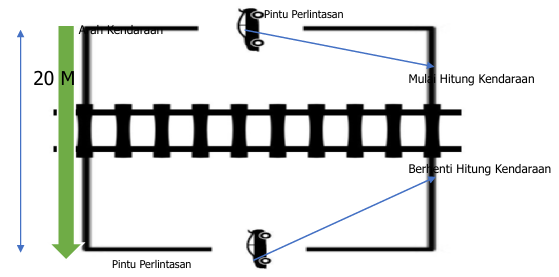 Pintu Perlintasan
Arah Kendaraan
20 M
Mulai Hitung Kendaraan
Berhenti Hitung Kendaraan
Pintu Perlintasan